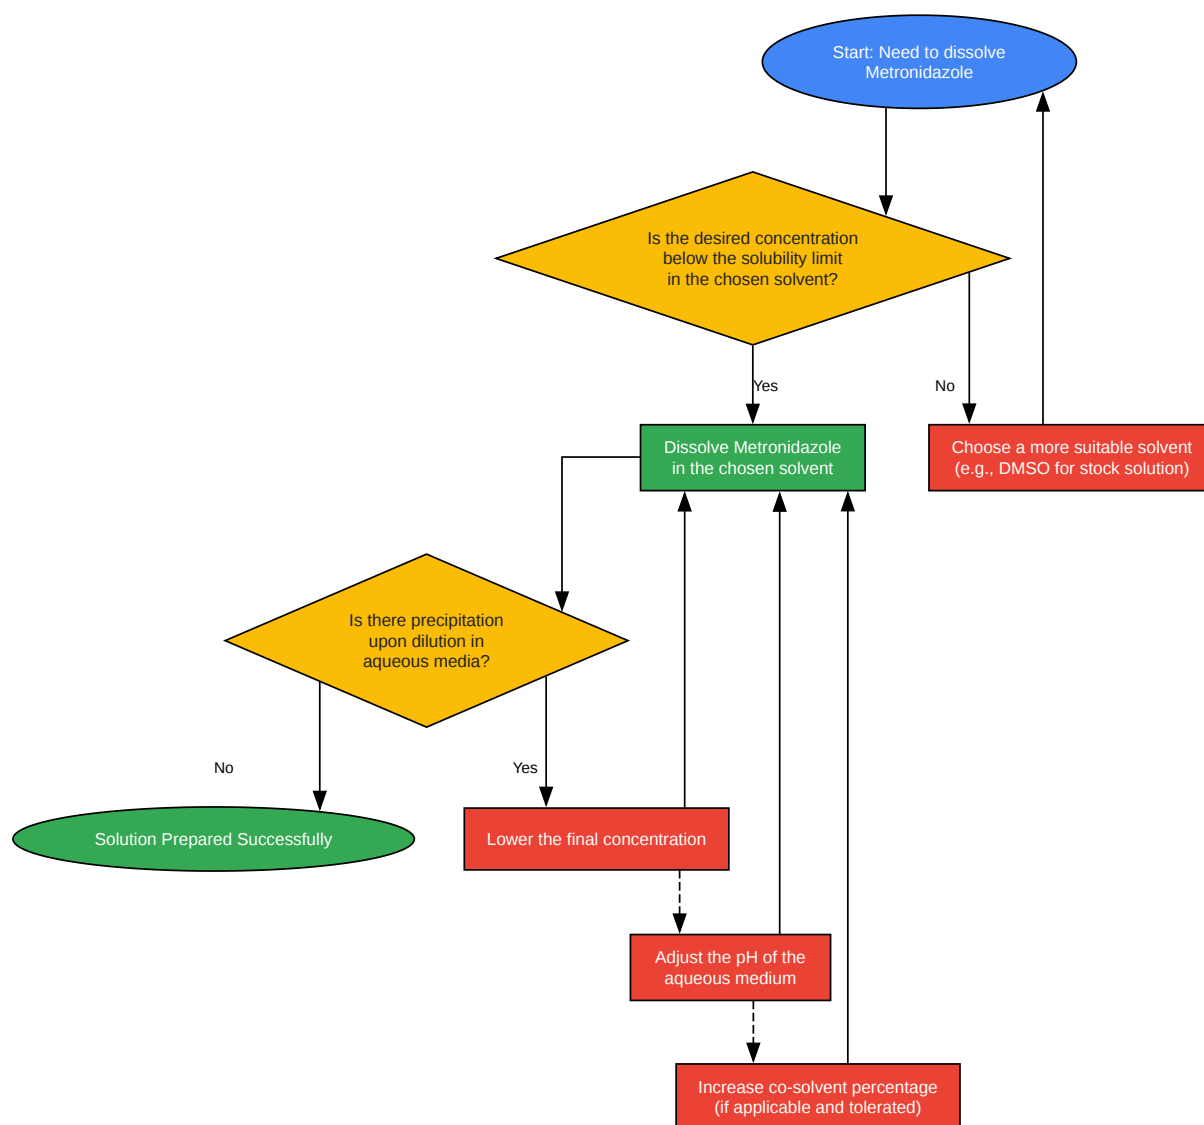 Start: Need to dissolve
Metronidazole
Is the desired concentration
below the solubility limit
in the chosen solvent?
Yes
No
Dissolve Metronidazole
in the chosen solvent
Choose a more suitable solvent
(e.g., DMSO for stock solution)
Is there precipitation
upon dilution in
aqueous media?
No
Yes
Solution Prepared Successfully
Lower the final concentration
Adjust the pH of the
aqueous medium
Increase co-solvent percentage
(if applicable and tolerated)